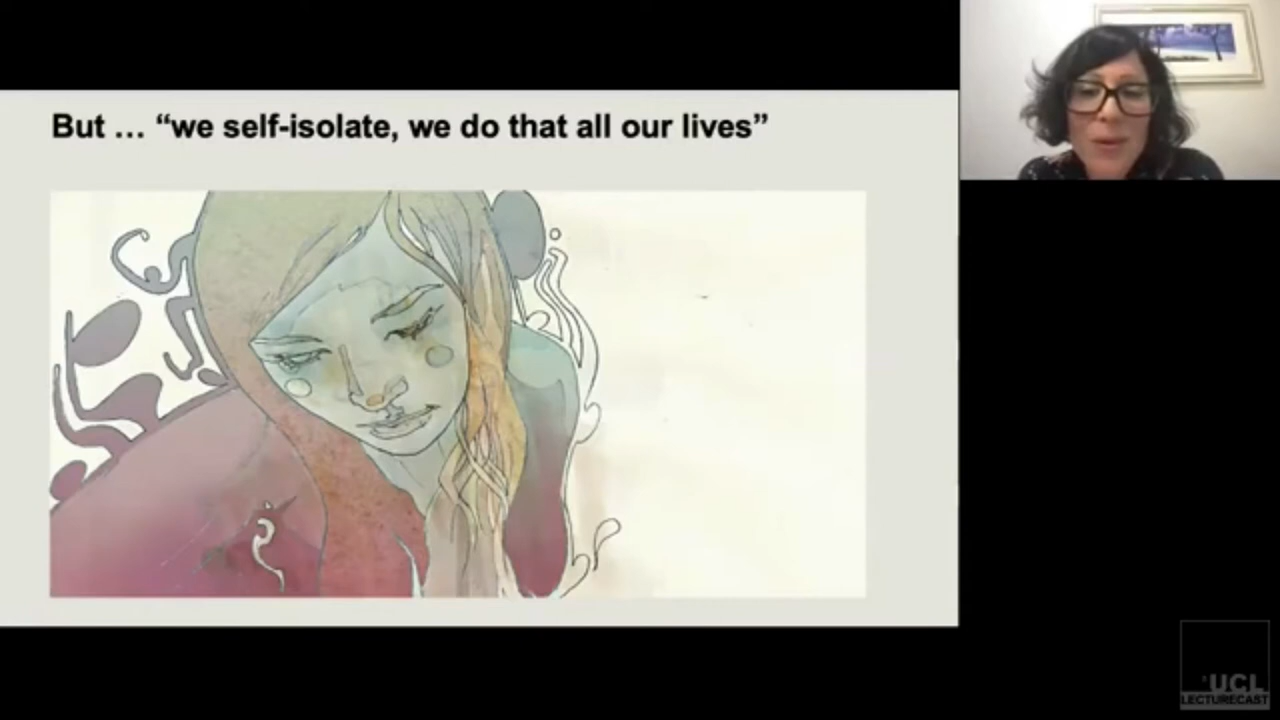 But … “we self-isolate, we do that all our lives”
UCL
LECTURECAST